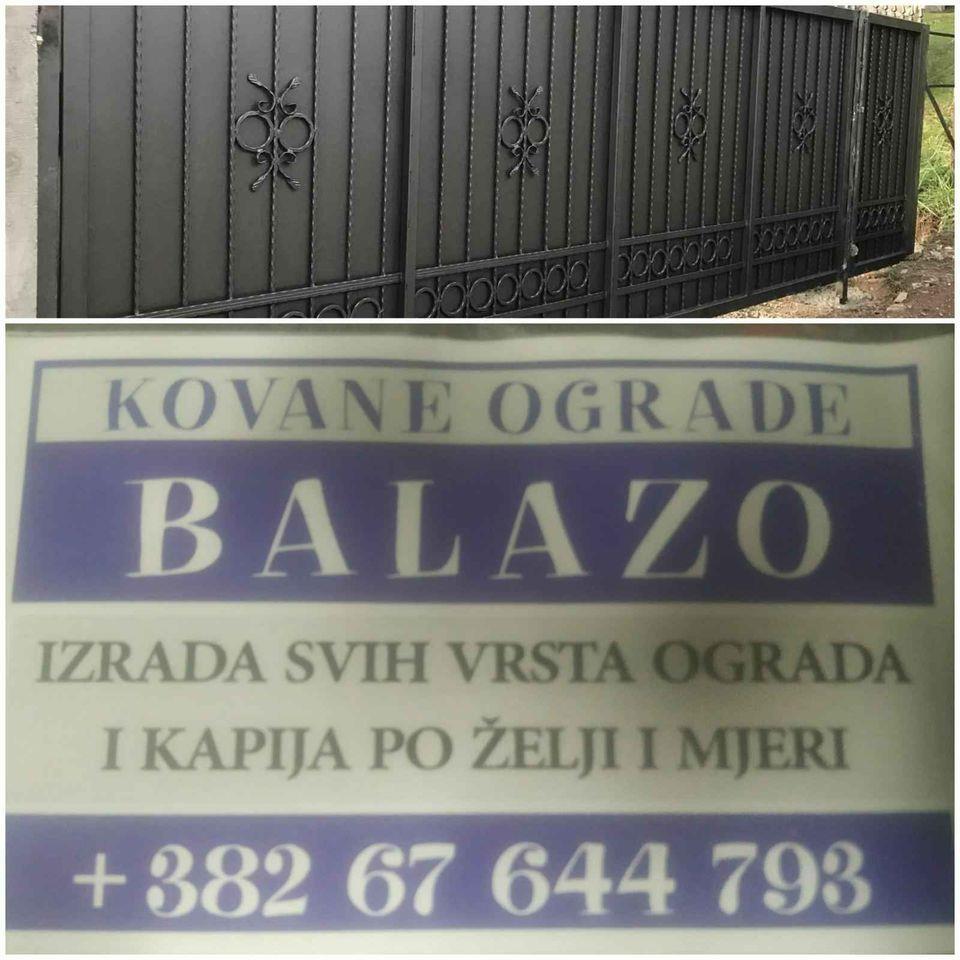 KOVANE OGRADE
BALAZO
IZRADA SVIH VRSTA OGRADA
I KAPIJA PO ŽELJI I MJERI
+382 67 644 793